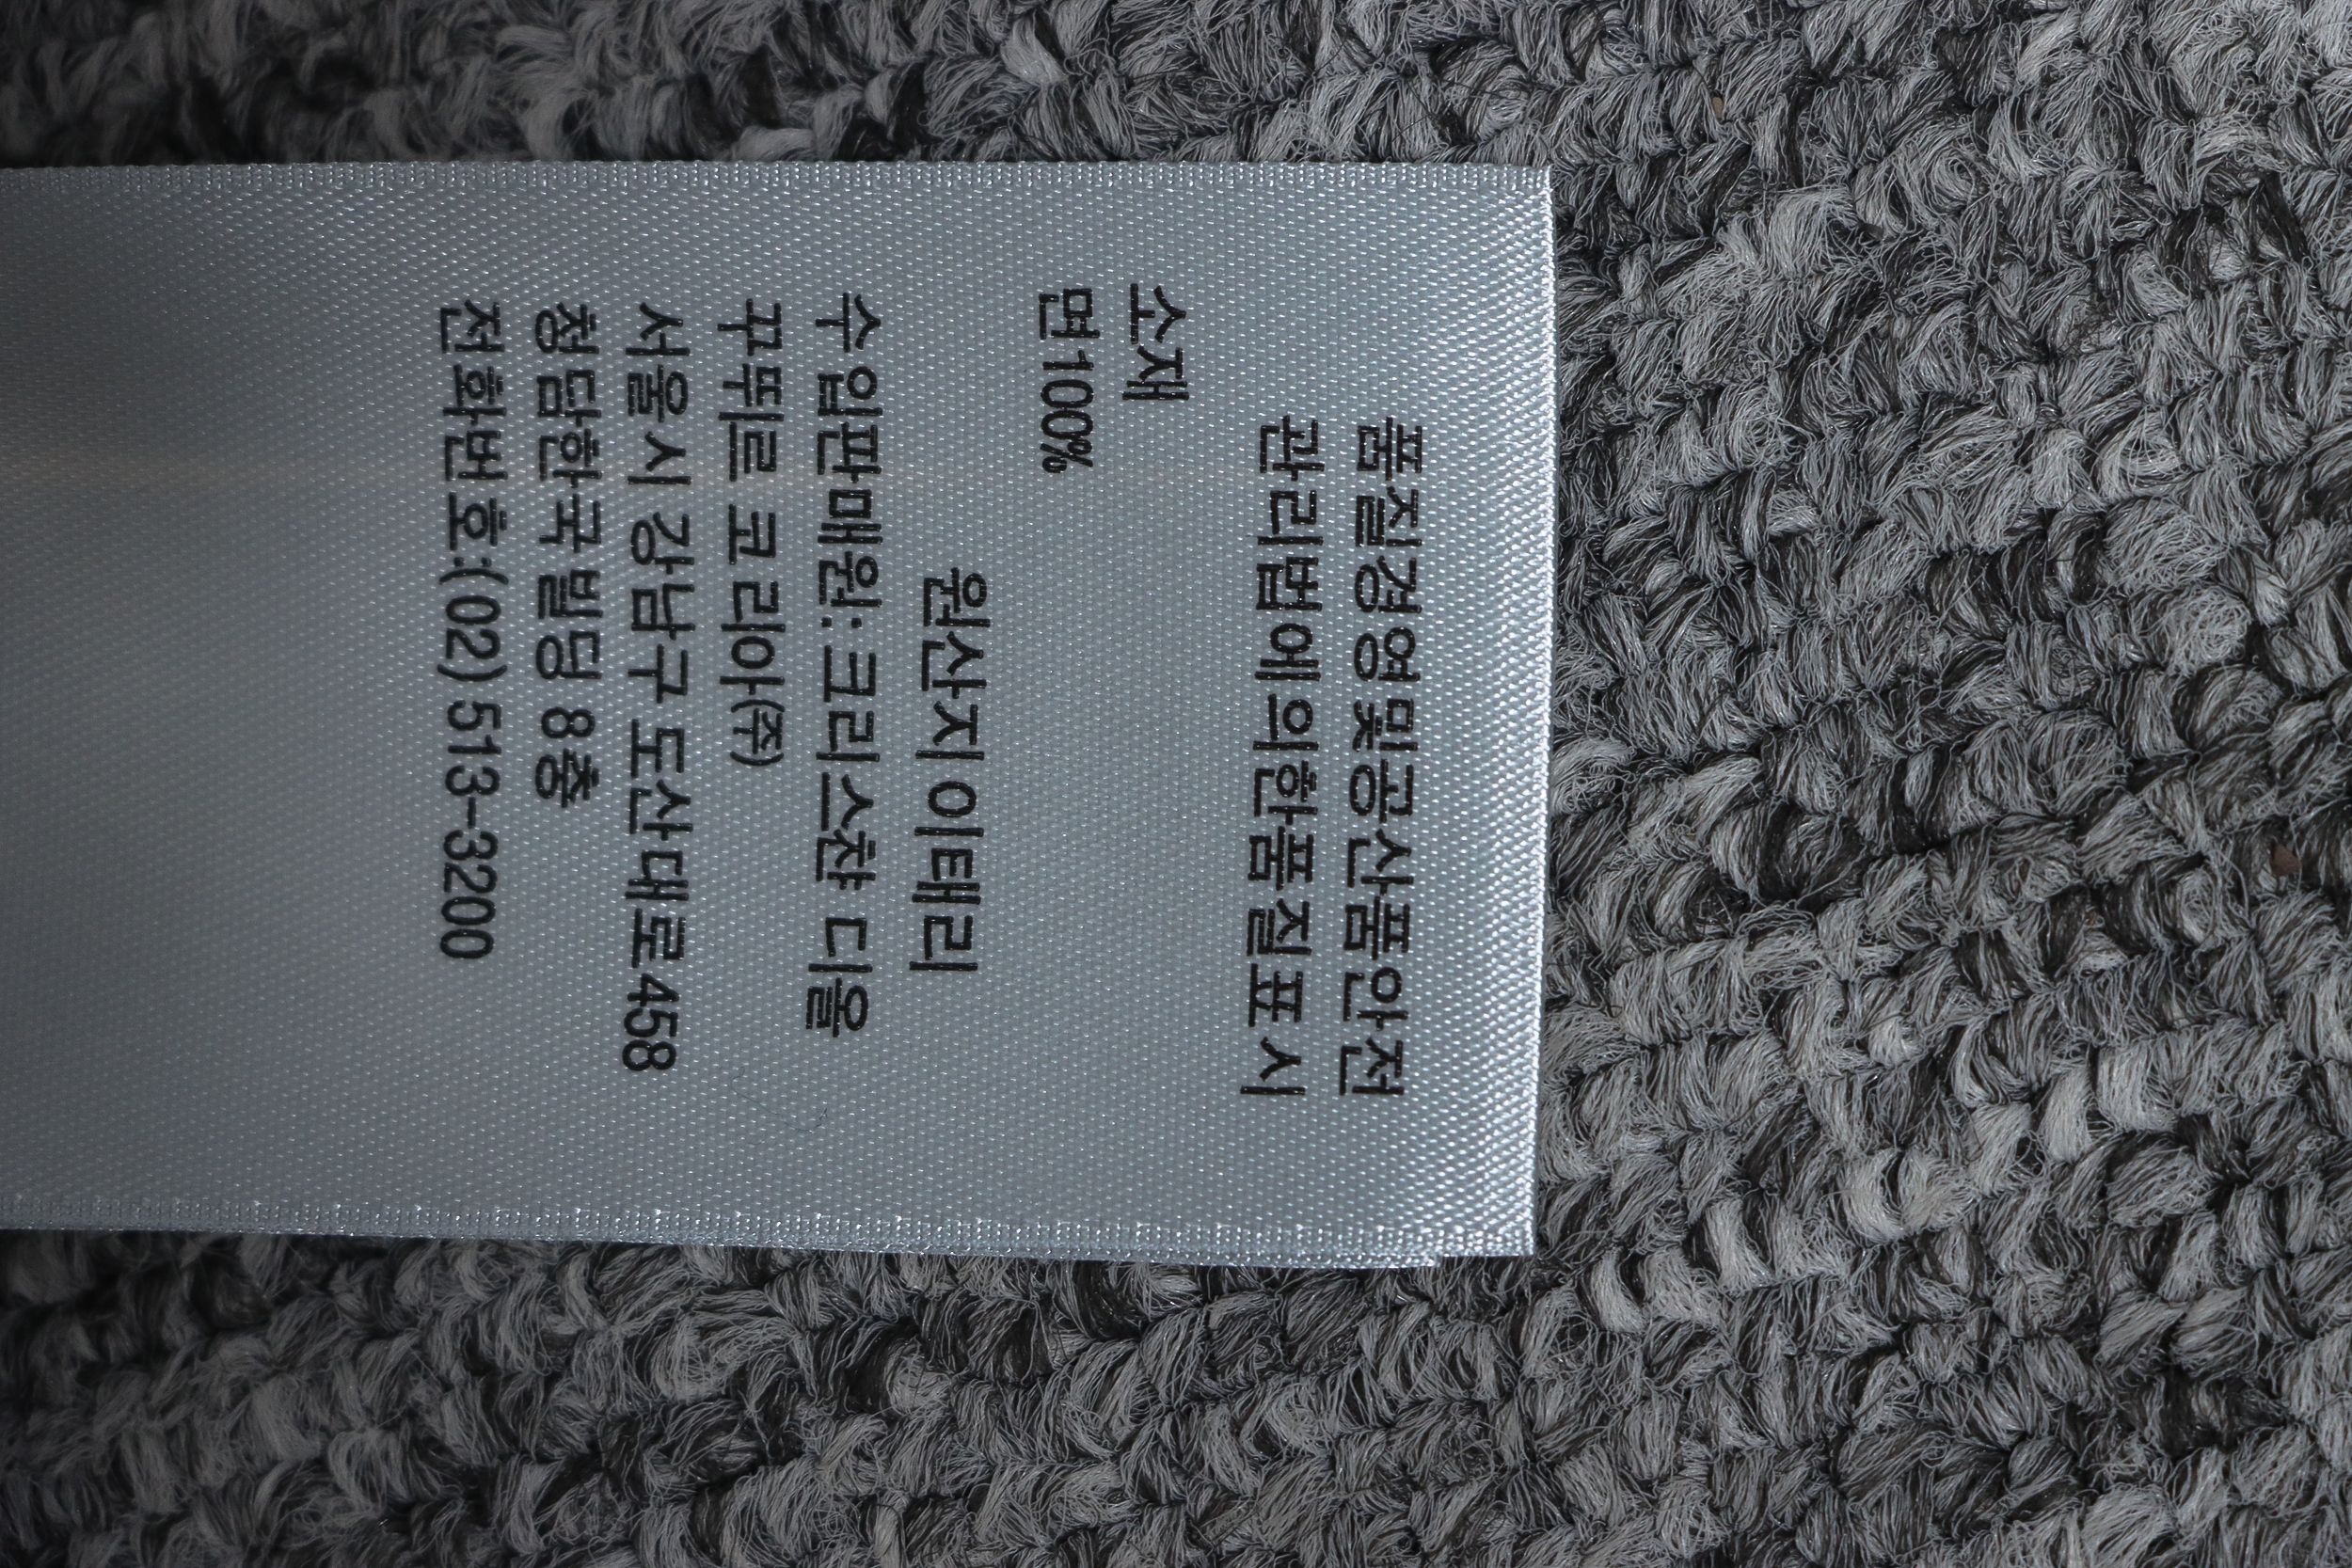 품질경영및공산품안전
관리법에의한품질표시
소재
면100%
원산지 이태리
수입판매원: 크리스챤 디올
꾸뛰르 코리아(주)
서울시 강남구 도산대로458
청담한국빌딩 8층
전화번호:(02) 513-3200